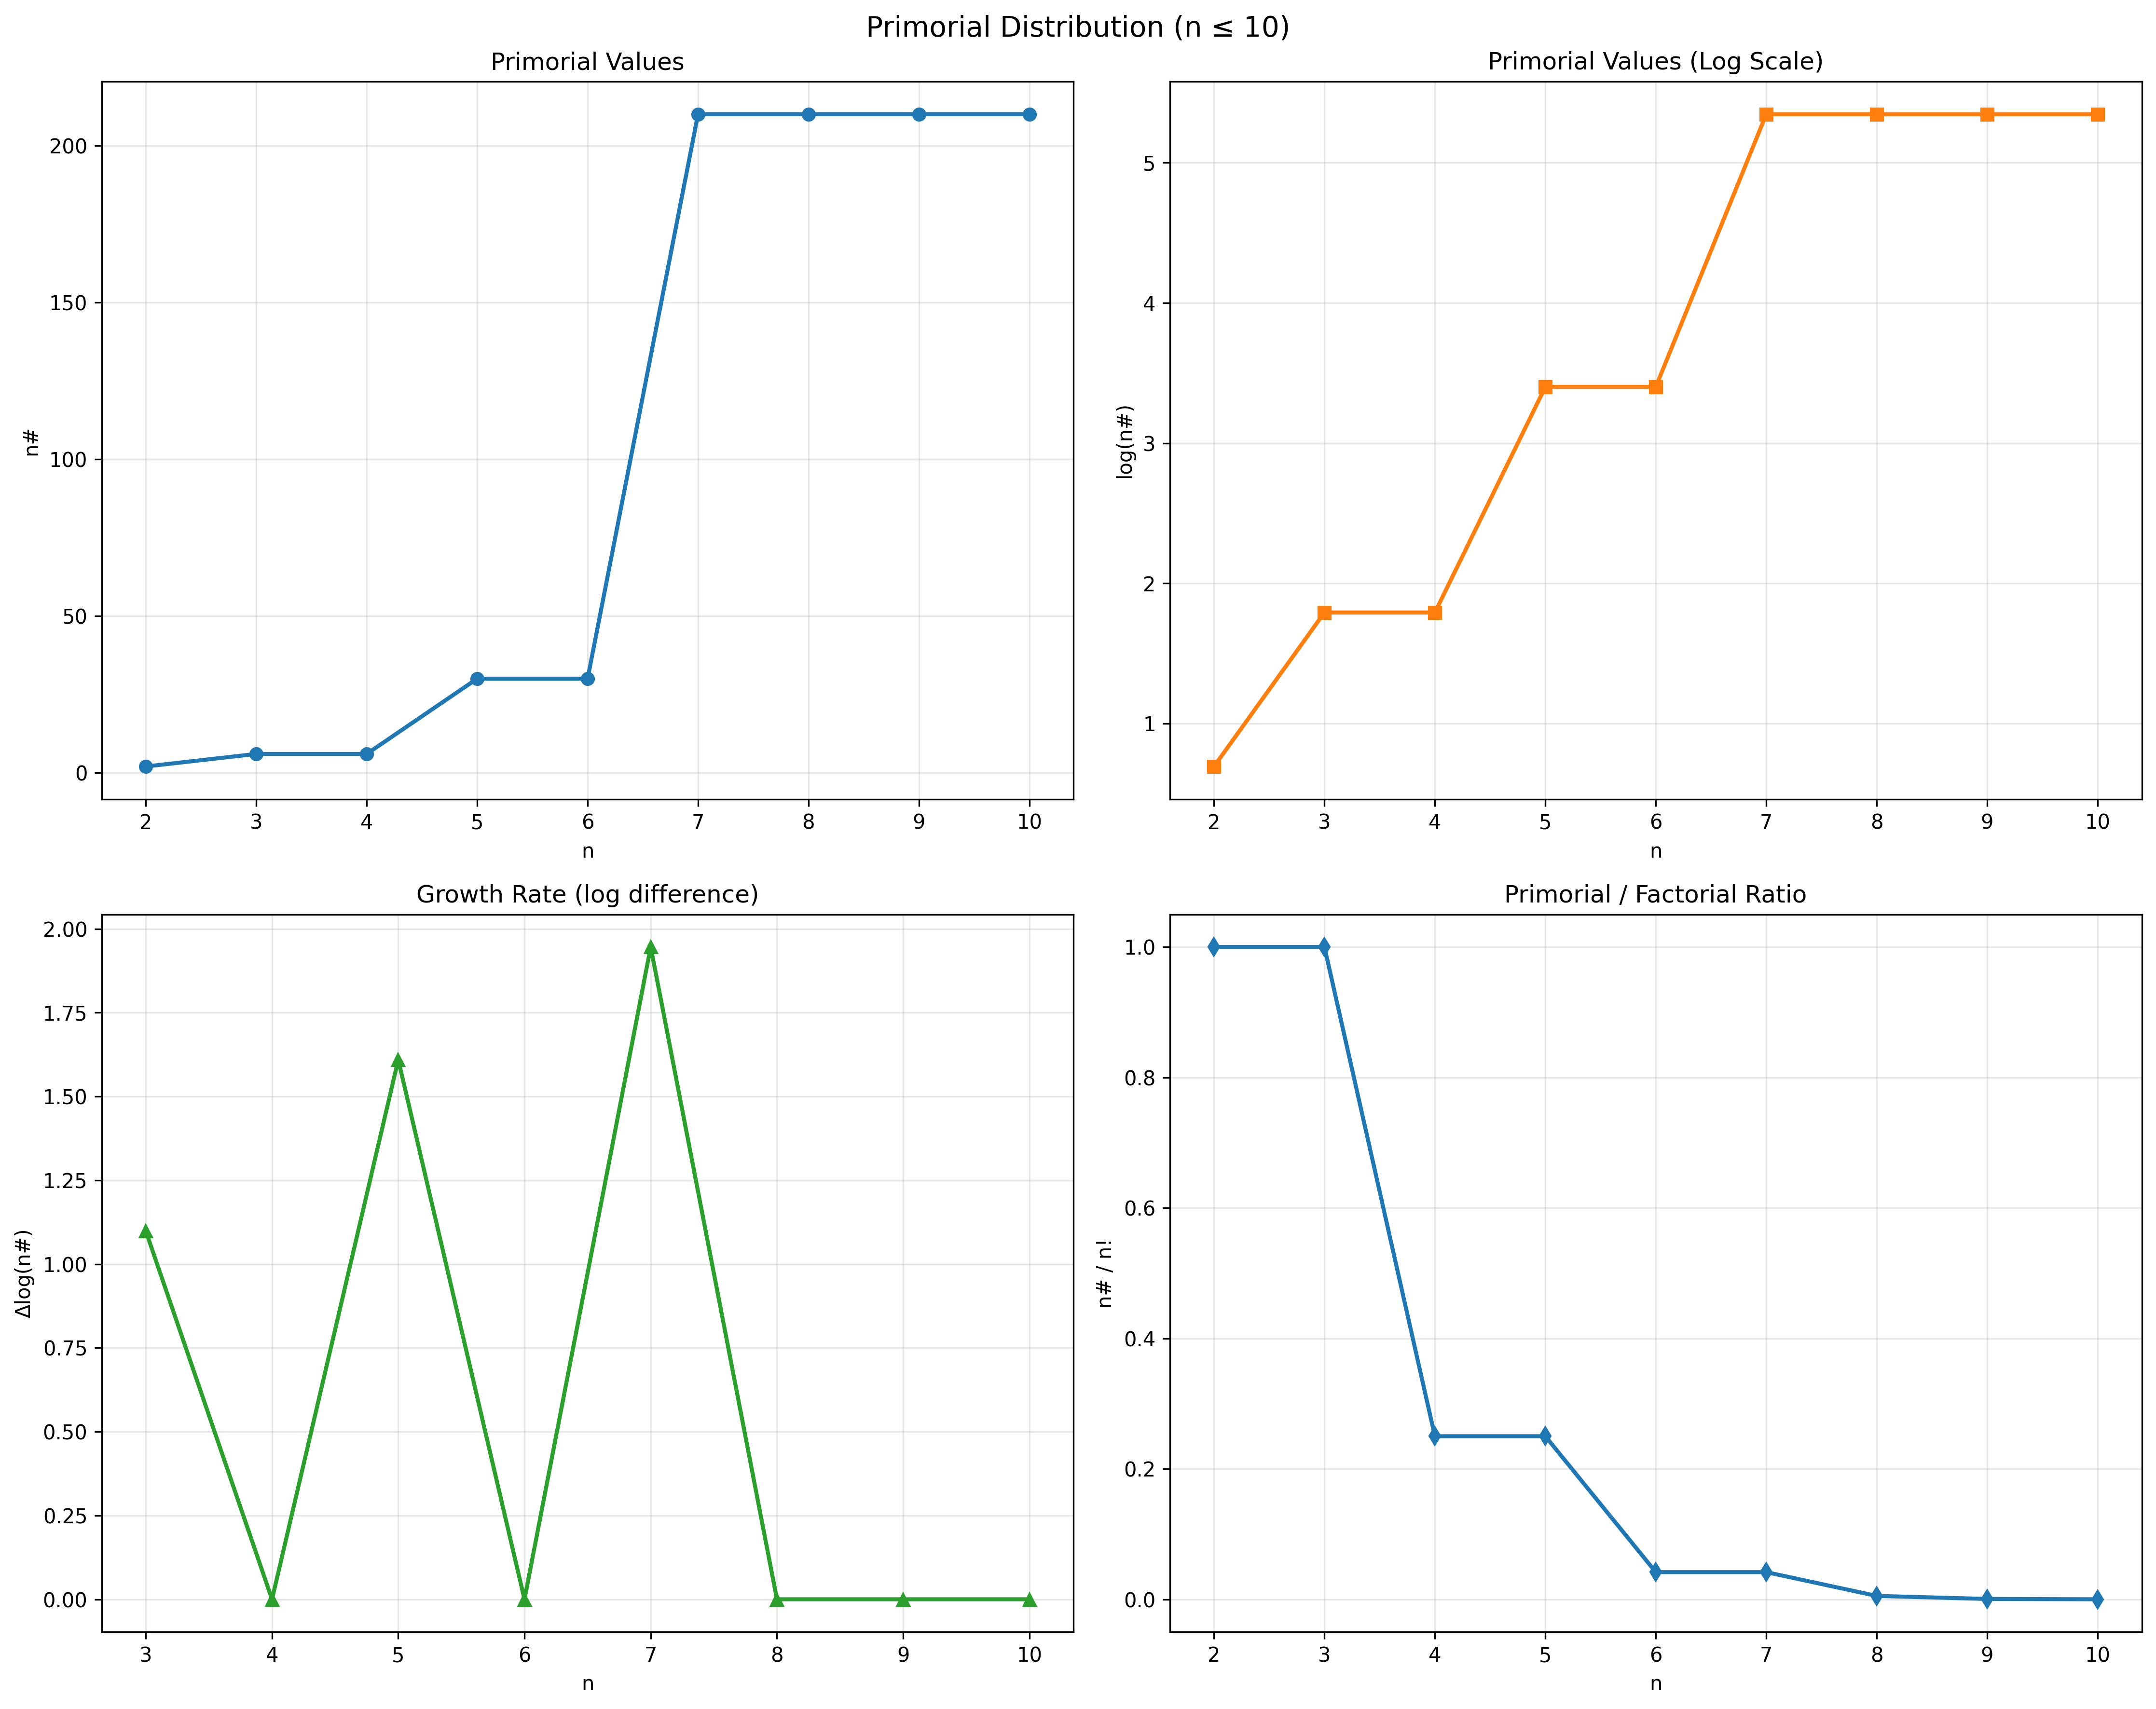 Primorial Distribution (n ≤ 10)
Primorial Values
n#
200
150
100
50
0
2 3 4 5 6 7 8 9 10
n
Primorial Values (Log Scale)
log(n#)
5
4
3
2
1
2 3 4 5 6 7 8 9 10
n
Growth Rate (log difference)
Δlog(n#)
2.00
1.75
1.50
1.25
1.00
0.75
0.50
0.25
0.00
3 4 5 6 7 8 9 10
n
Primorial / Factorial Ratio
n# / n!
1.0
0.8
0.6
0.4
0.2
0.0
2 3 4 5 6 7 8 9 10
n